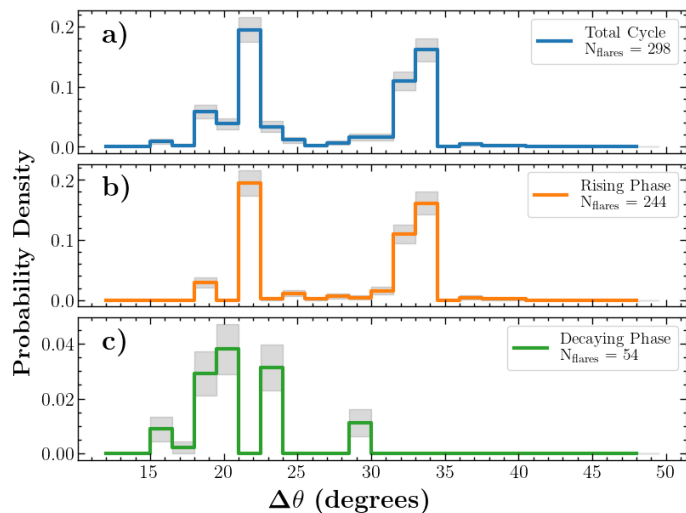 a)
Total Cycle
N_flares = 298
0.2
0.1
0.0
b)
Rising Phase
N_flares = 244
0.2
0.1
0.0
c)
Decaying Phase
N_flares = 54
0.04
0.02
0.00
Probability Density
15 20 25 30 35 40 45 50
Δθ (degrees)